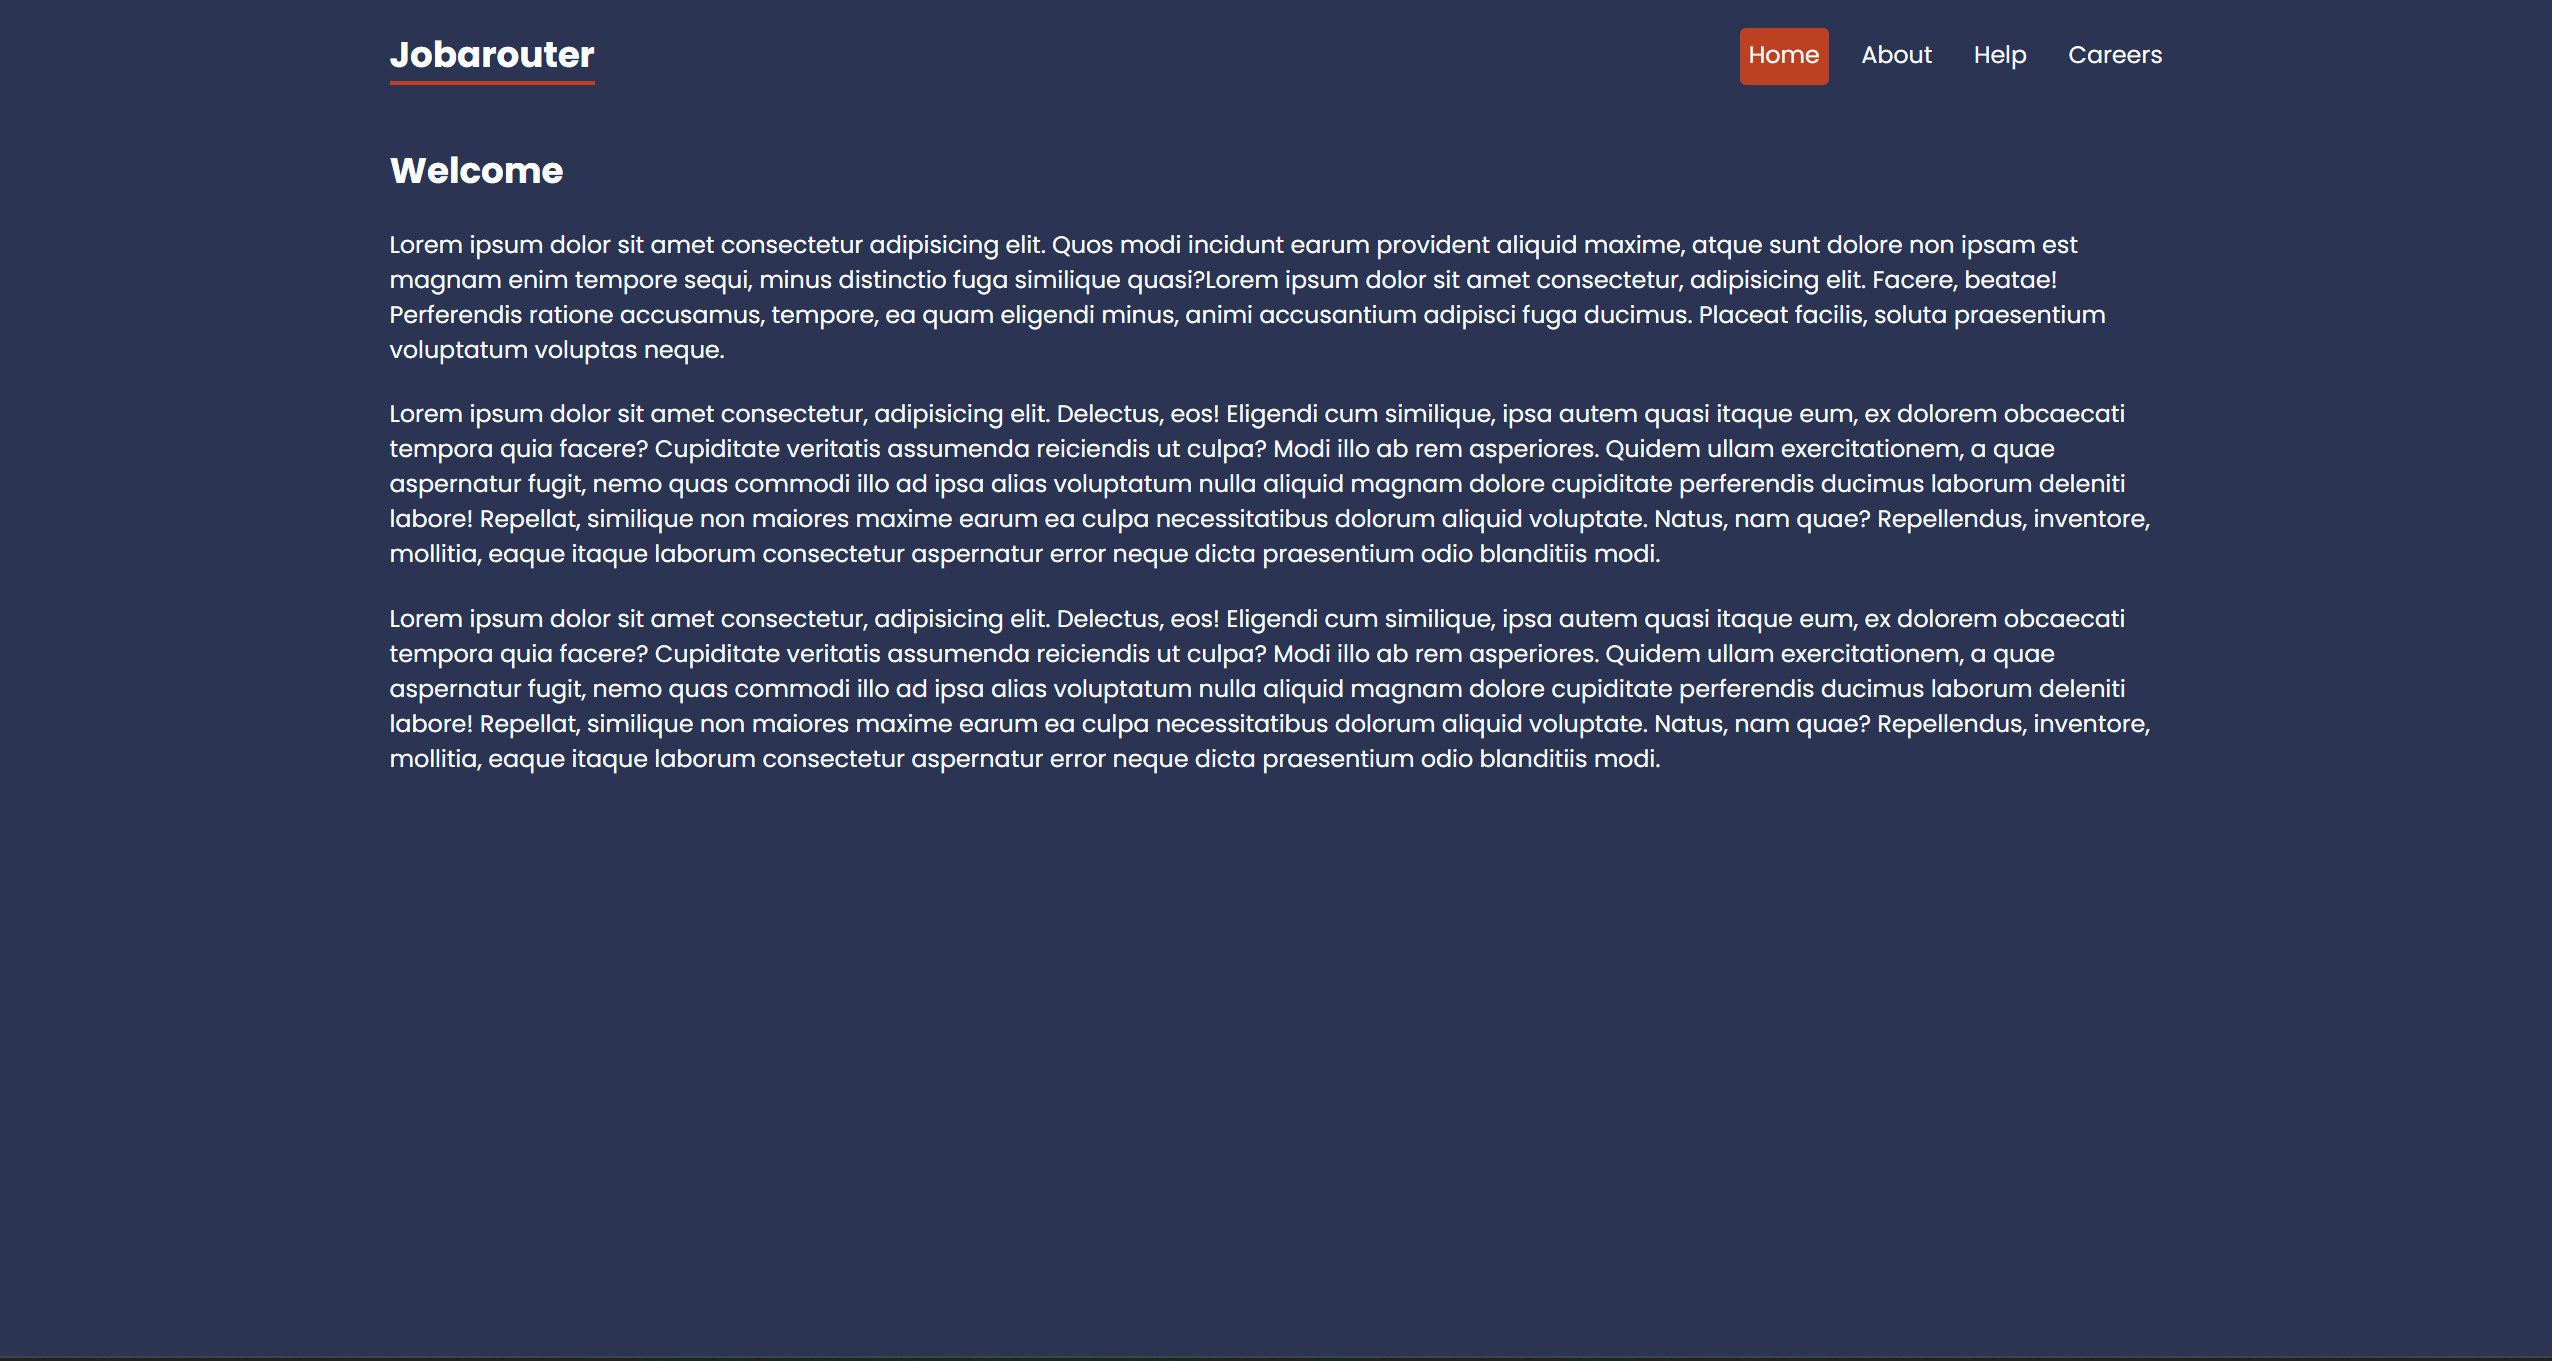 Jobarouter
Home About Help Careers
Welcome
Lorem ipsum dolor sit amet consectetur adipisicing elit. Quos modi incidunt earum provident aliquid maxime, atque sunt dolore non ipsam est
magnam enim tempore sequi, minus distinctio fuga similique quasi?Lorem ipsum dolor sit amet consectetur, adipisicing elit. Facere, beatae!
Perferendis ratione accusamus, tempore, ea quam eligendi minus, animi accusantium adipisci fuga ducimus. Placeat facilis, soluta praesentium
voluptatum voluptas neque.
Lorem ipsum dolor sit amet consectetur, adipisicing elit. Delectus, eos! Eligendi cum similique, ipsa autem quasi itaque eum, ex dolorem obcaecati
tempora quia facere? Cupiditate veritatis assumenda reiciendis ut culpa? Modi illo ab rem asperiores. Quidem ullam exercitationem, a quae
aspernatur fugit, nemo quas commodi illo ad ipsa alias voluptatum nulla aliquid magnam dolore cupiditate perferendis ducimus laborum deleniti
labore! Repellat, similique non maiores maxime earum ea culpa necessitatibus dolorum aliquid voluptate. Natus, nam quae? Repellendus, inventore,
mollitia, eaque itaque laborum consectetur aspernatur error neque dicta praesentium odio blanditiis modi.
Lorem ipsum dolor sit amet consectetur, adipisicing elit. Delectus, eos! Eligendi cum similique, ipsa autem quasi itaque eum, ex dolorem obcaecati
tempora quia facere? Cupiditate veritatis assumenda reiciendis ut culpa? Modi illo ab rem asperiores. Quidem ullam exercitationem, a quae
aspernatur fugit, nemo quas commodi illo ad ipsa alias voluptatum nulla aliquid magnam dolore cupiditate perferendis ducimus laborum deleniti
labore! Repellat, similique non maiores maxime earum ea culpa necessitatibus dolorum aliquid voluptate. Natus, nam quae? Repellendus, inventore,
mollitia, eaque itaque laborum consectetur aspernatur error neque dicta praesentium odio blanditiis modi.